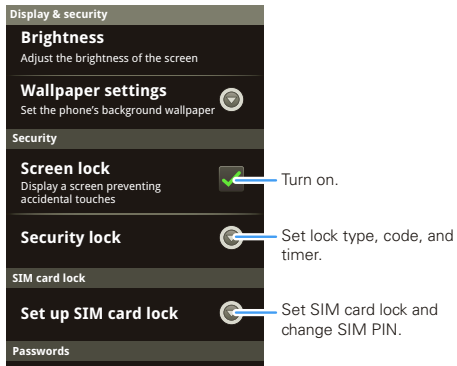 Display & security
Brightness
Adjust the brightness of the screen
Wallpaper settings
Set the phone's background wallpaper
Security
Screen lock
Display a screen preventing
accidental touches
Turn on.
Security lock
Set lock type, code, and
timer.
SIM card lock
Set up SIM card lock
Set SIM card lock and
change SIM PIN.
Passwords